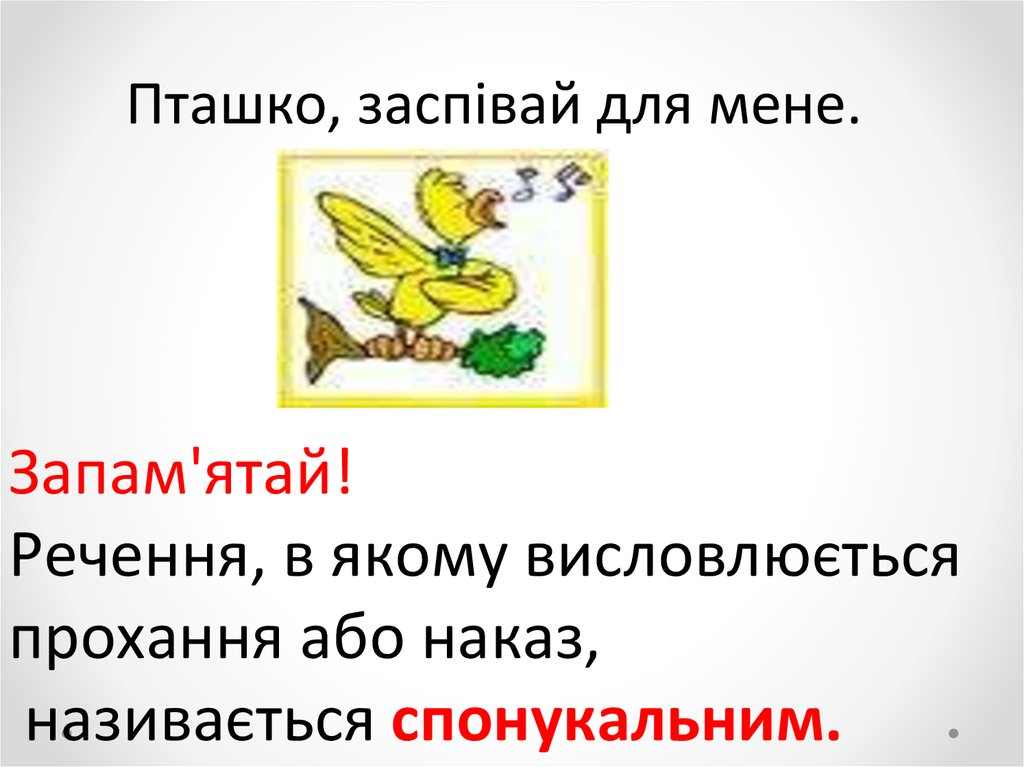 Пташко, заспівай для мене.
Запам'ятай!
Речення, в якому висловлюється
прохання або наказ,
називається спонукальним.